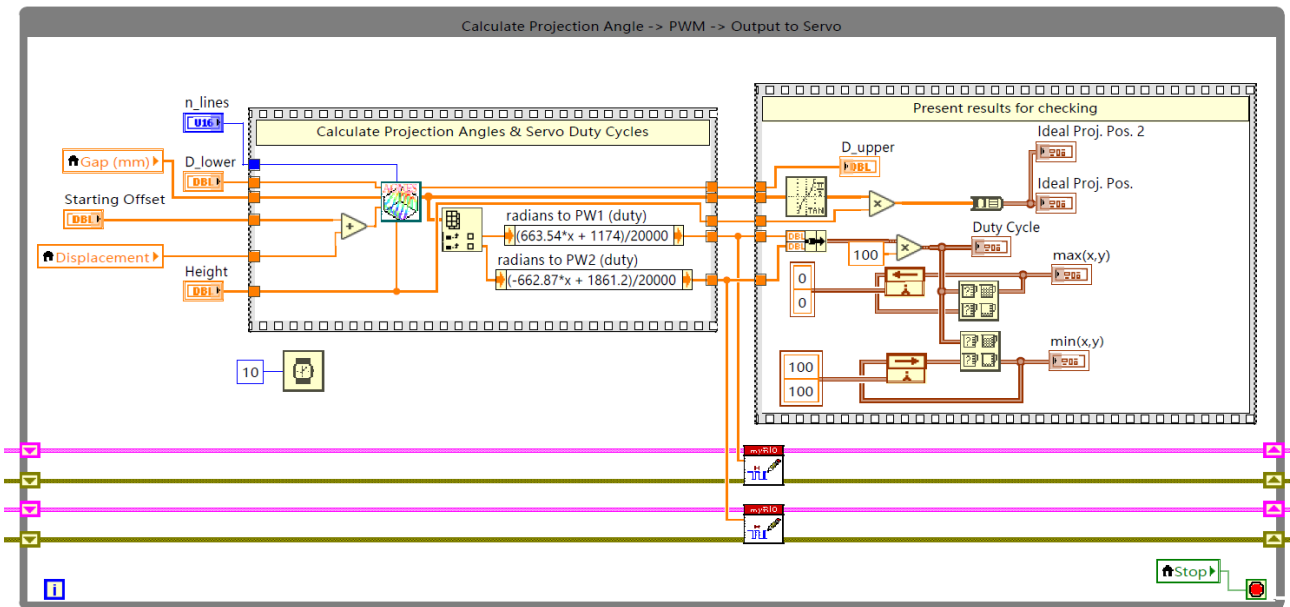 Calculate Projection Angle -> PWM -> Output to Servo
n_lines
U16
Calculate Projection Angles & Servo Duty Cycles
Gap (mm)
D_lower
DBL
Starting Offset
DBL
Displacement
Height
DBL
radians to PW1 (duty)
(663.54*x + 1174)/20000
radians to PW2 (duty)
(-662.87*x + 1861.2)/20000
10
Present results for checking
Ideal Proj. Pos. 2
D_upper
DBL
TAN
Ideal Proj. Pos.
Duty Cycle
DBL
DBL
100
max(x,y)
0
0
min(x,y)
100
100
myRIO
myRIO
Stop
i